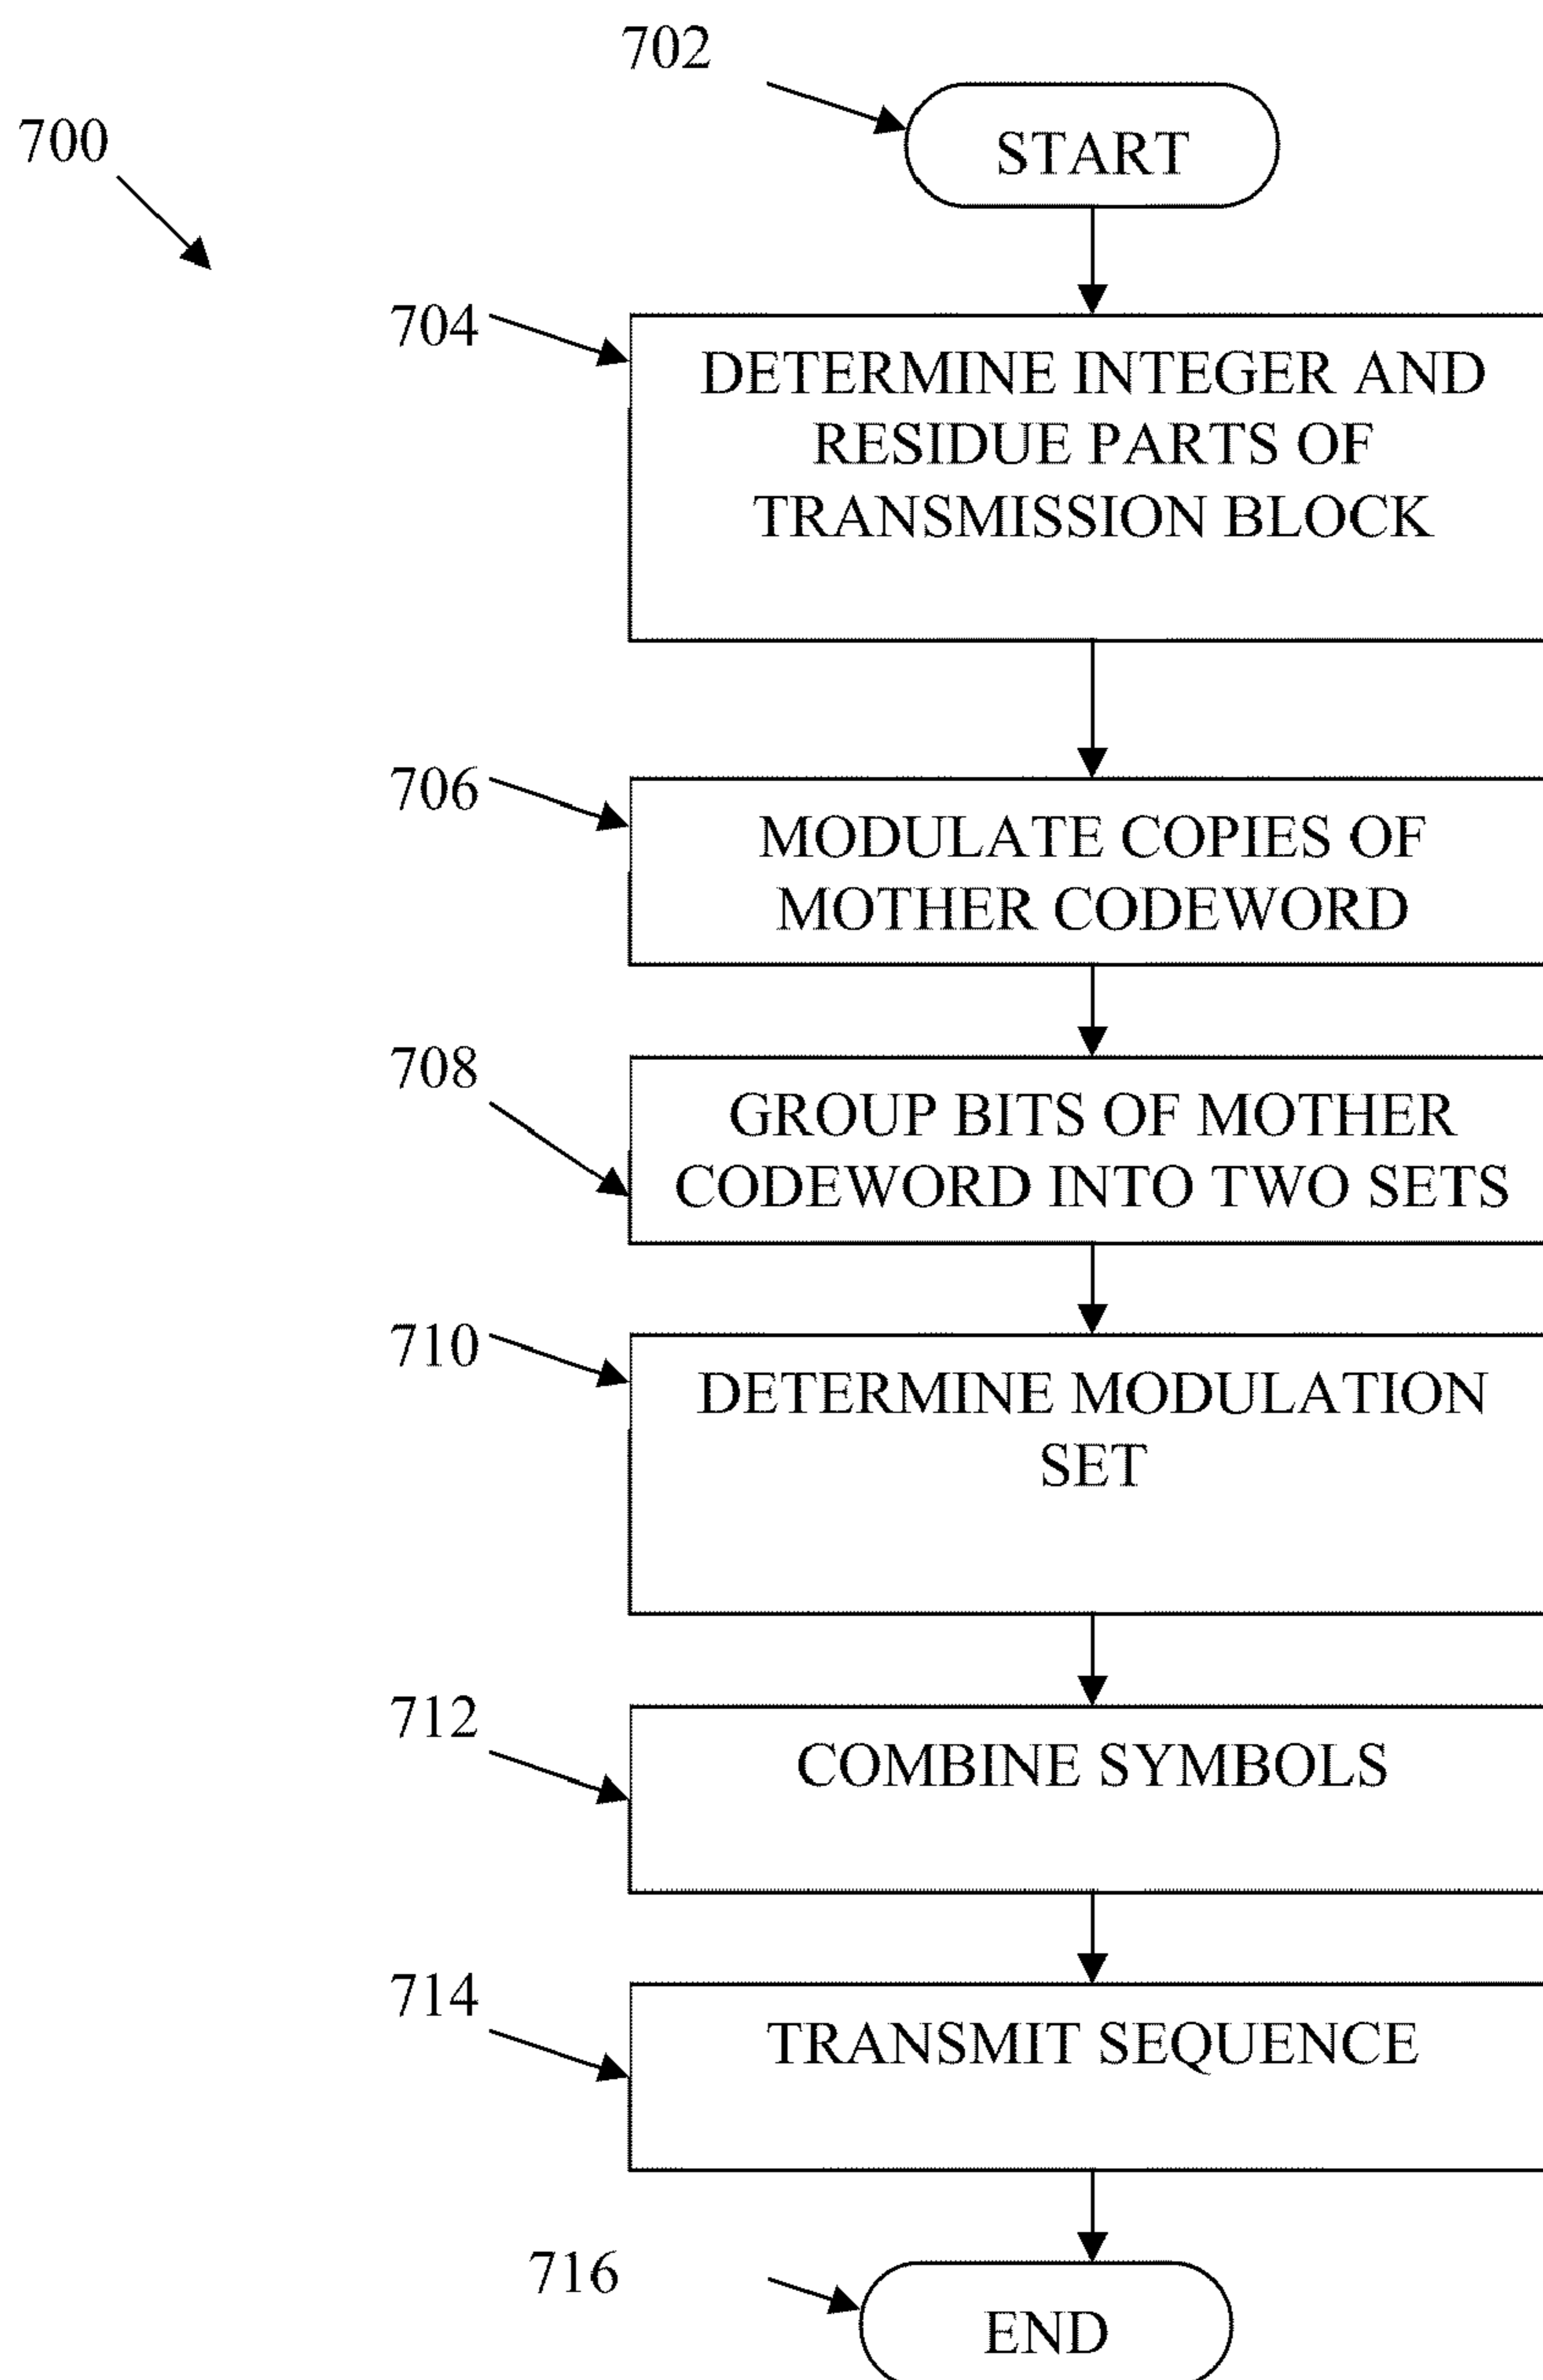 702
START
700
704
DETERMINE INTEGER AND
RESIDUE PARTS OF
TRANSMISSION BLOCK
706
MODULATE COPIES OF
MOTHER CODEWORD
708
GROUP BITS OF MOTHER
CODEWORD INTO TWO SETS
710
DETERMINE MODULATION
SET
712
COMBINE SYMBOLS
714
TRANSMIT SEQUENCE
716
END